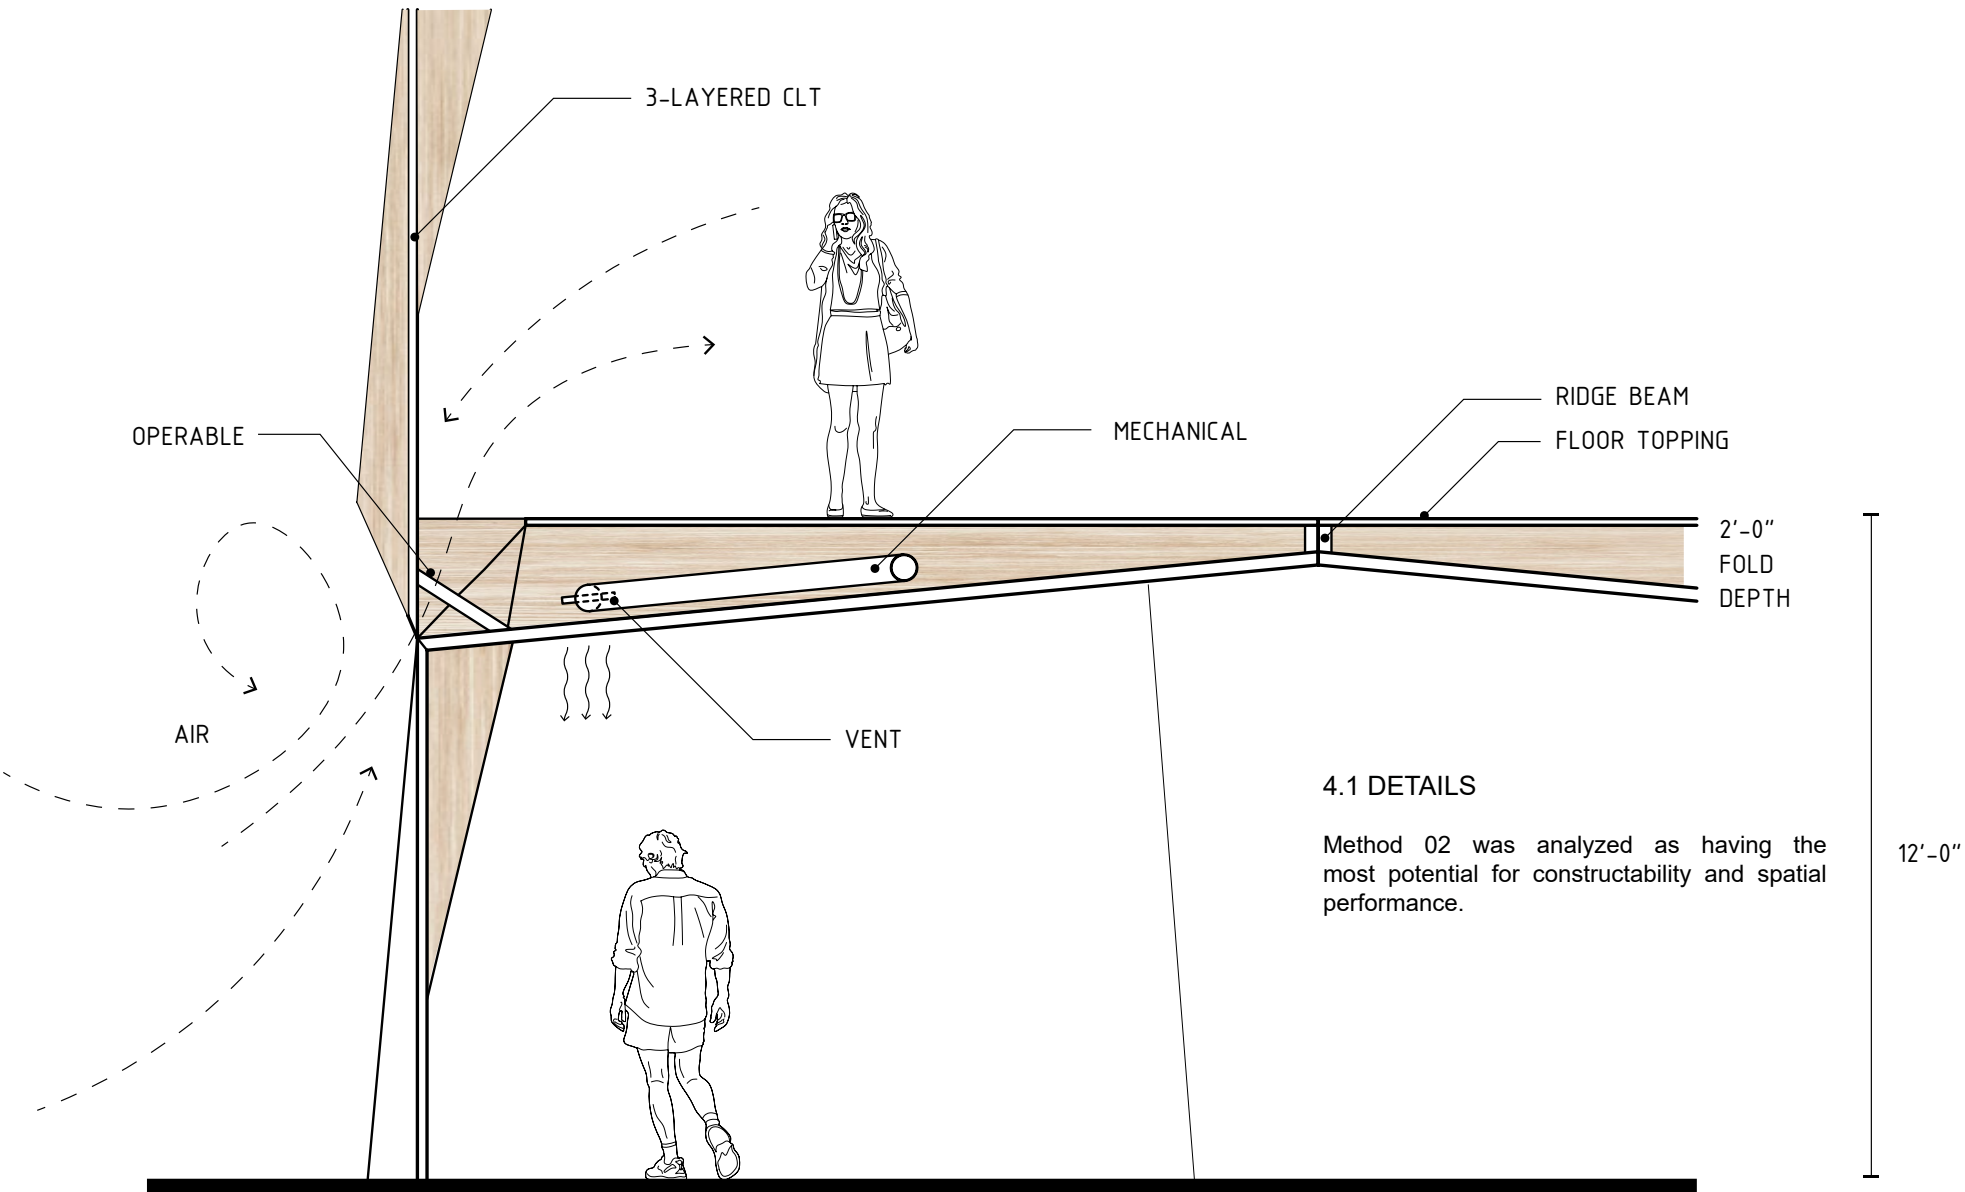 3-LAYERED CLT
OPERABLE
MECHANICAL
RIDGE BEAM
FLOOR TOPPING
2'-0"
FOLD
DEPTH
AIR
VENT
4.1 DETAILS
Method 02 was analyzed as having the
most potential for constructability and spatial
performance.
12'-0"